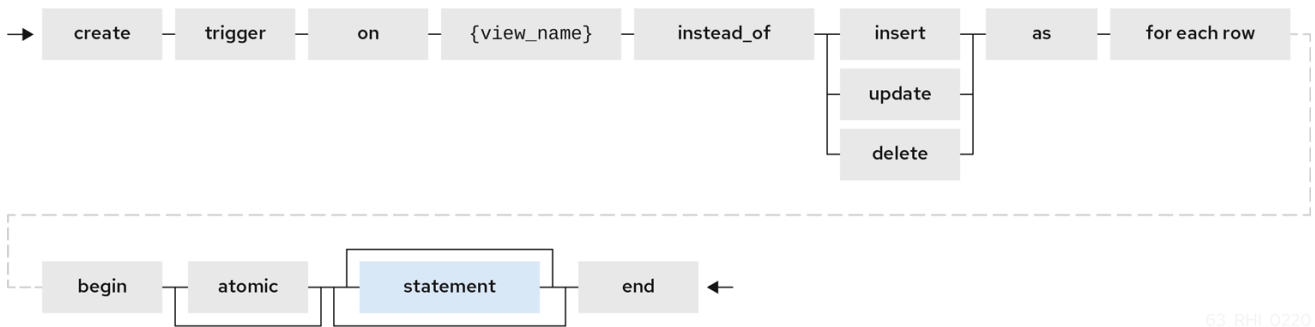 create trigger on {view_name} instead_of insert as for each row
update
delete
begin atomic statement end
63_RHI_0220